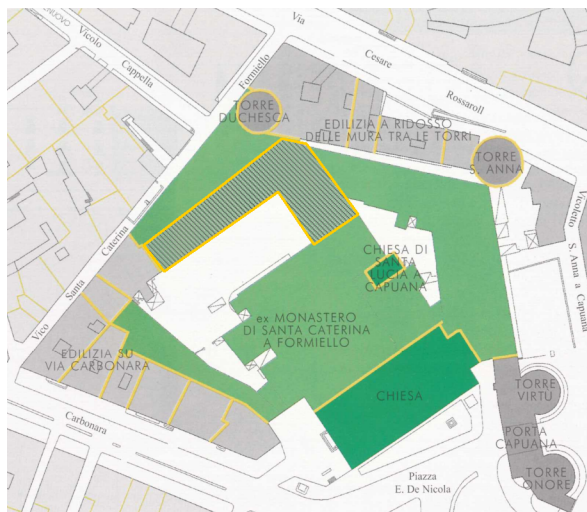 Via
Cesare
Rossaroll
Vicolo
Cappella
Formiello
TORRE
DUCHESCA
EDILIZIA A RIDOSSO
DELLE MURA TRA LE TORRI
TORRE
S. ANNA
Vicoletto
S. Anna a Capuana
Vico Santa Caterina a
CHIESA DI
SANTA
LUCIA A
CAPUANA
ex MONASTERO
DI SANTA CATERINA
A FORMIELLO
EDILIZIA SU
VIA CARBONARA
Carbonara
CHIESA
TORRE
VIRTÙ
PORTA
CAPUANA
TORRE
ONORE
Piazza
E. De Nicola